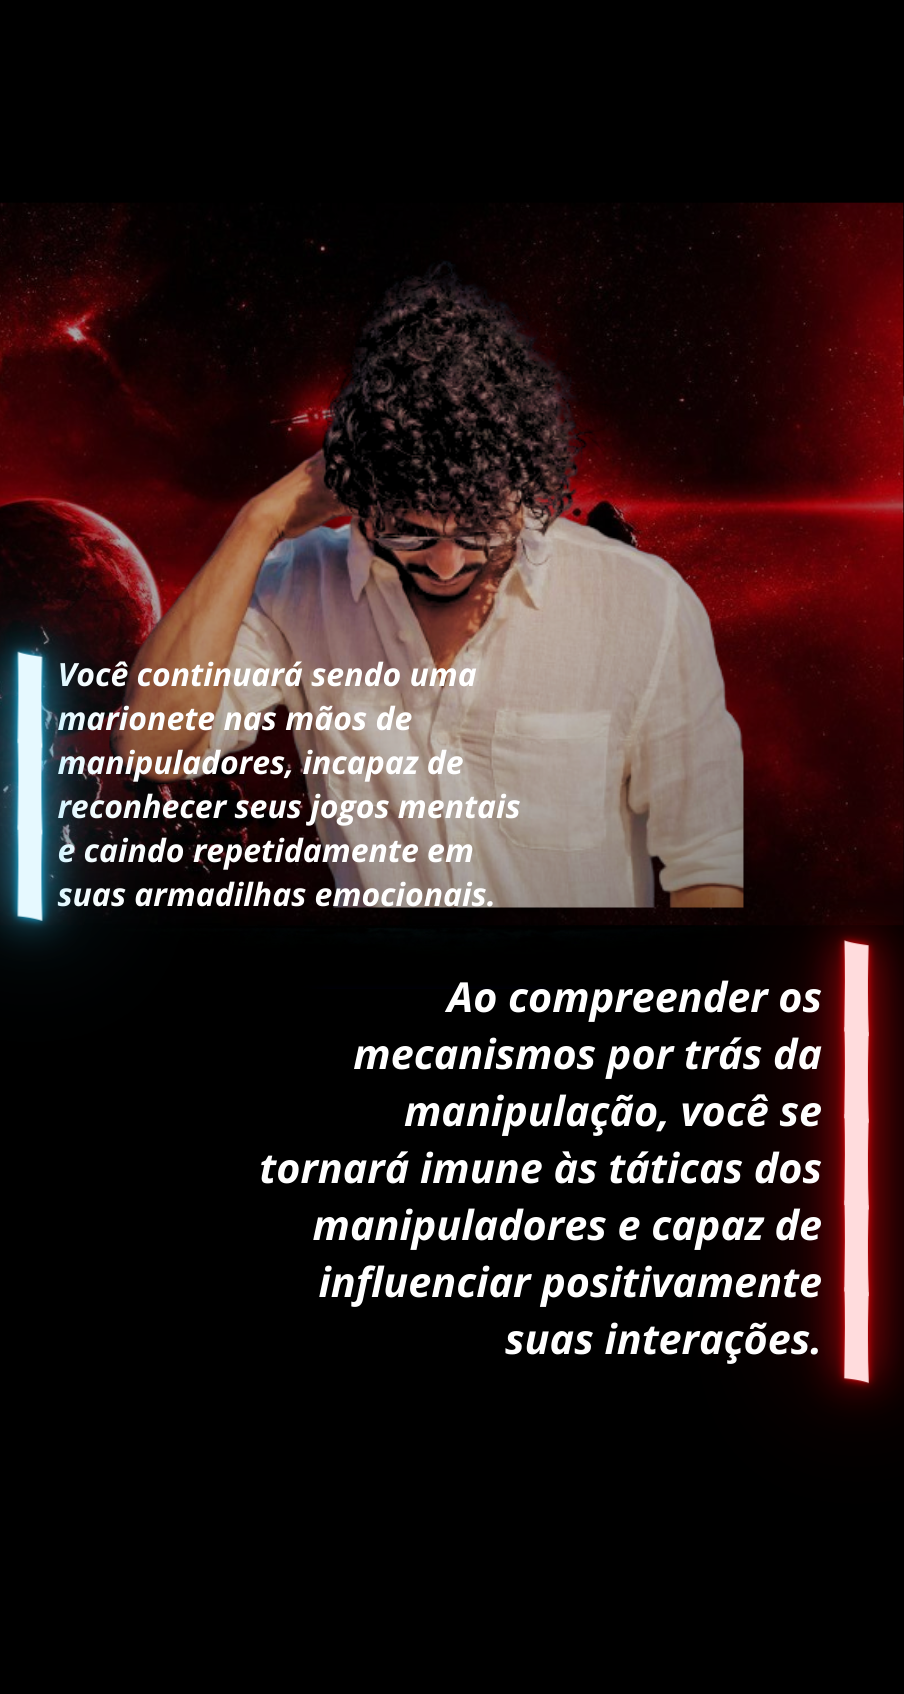 Você continuará sendo uma
marionete nas mãos de
manipuladores, incapaz de
reconhecer seus jogos mentais
e caindo repetidamente em
suas armadilhas emocionais.
Ao compreender os
mecanismos por trás da
manipulação, você se
tornará imune às táticas dos
manipuladores e capaz de
influenciar positivamente
suas interações.